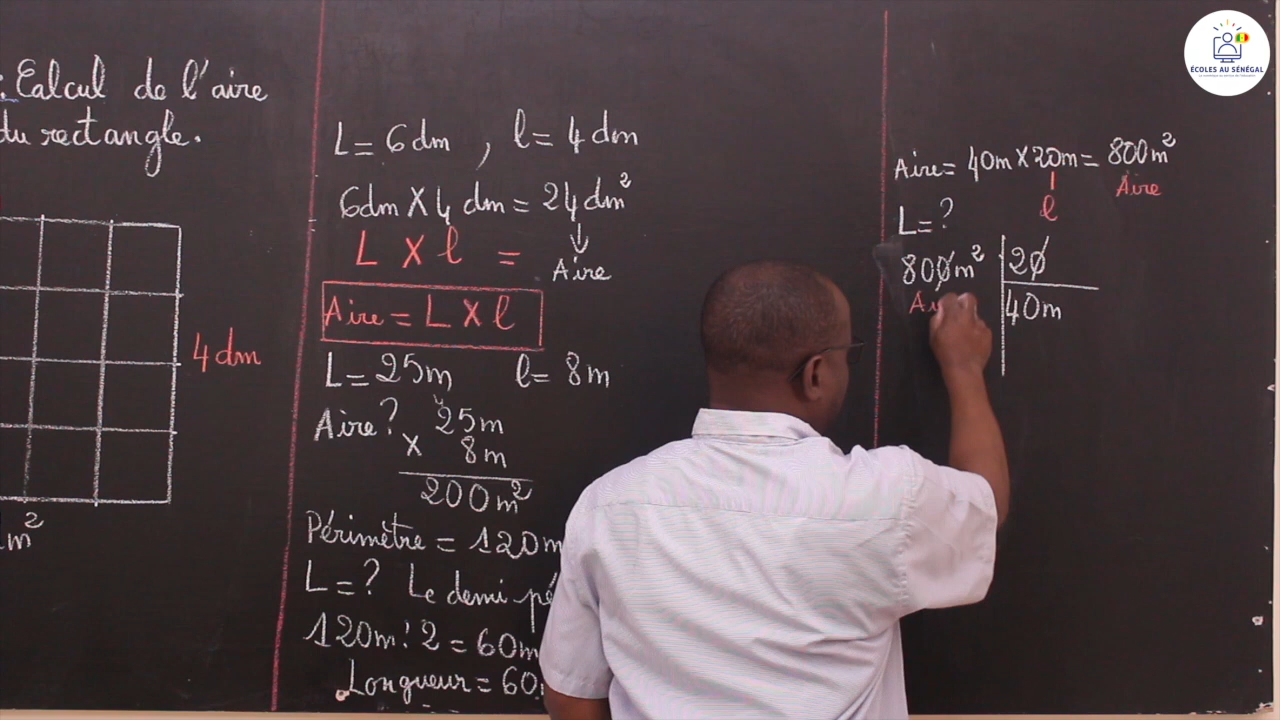 : Calcul de l'aire
du rectangle.
4 dm
m²
L = 6 dm , l = 4 dm
6dm X 4 dm = 24 dm²
L X l =
Aire
Aire = L X l
L = 25m l = 8m
Aire? 25m
X 8m
200m²
Périmètre = 120m
L = ? Le demi pé
120m : 2 = 60m
Longueur = 60
Aire = 40m X 20m = 800m²
l Aire
L = ?
800m² 20
Ai 40m
ÉCOLES AU SÉNÉGAL